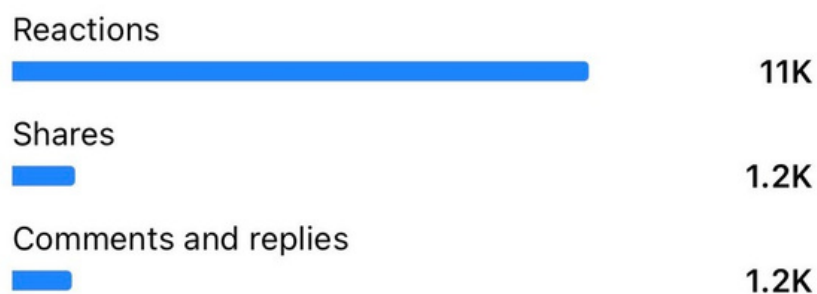 Reactions
11K
Shares
1.2K
Comments and replies
1.2K